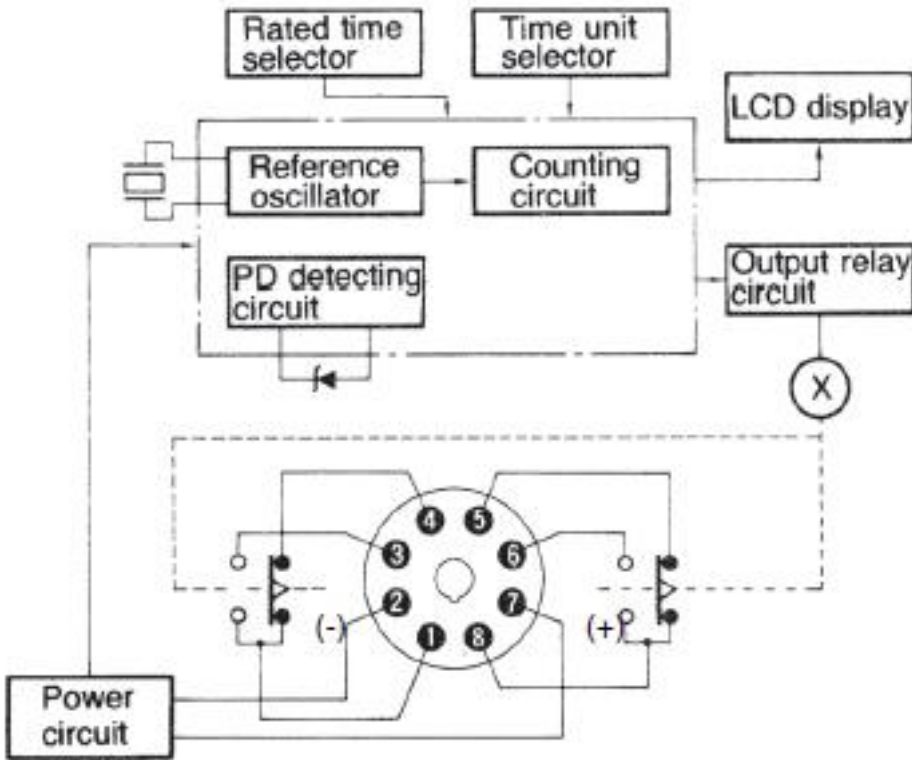 Rated time
selector
Time unit
selector
LCD display
Reference
oscillator
Counting
circuit
PD detecting
circuit
Output relay
circuit
X
4
5
3
6
2
7
(-)
(+)
1
8
Power
circuit